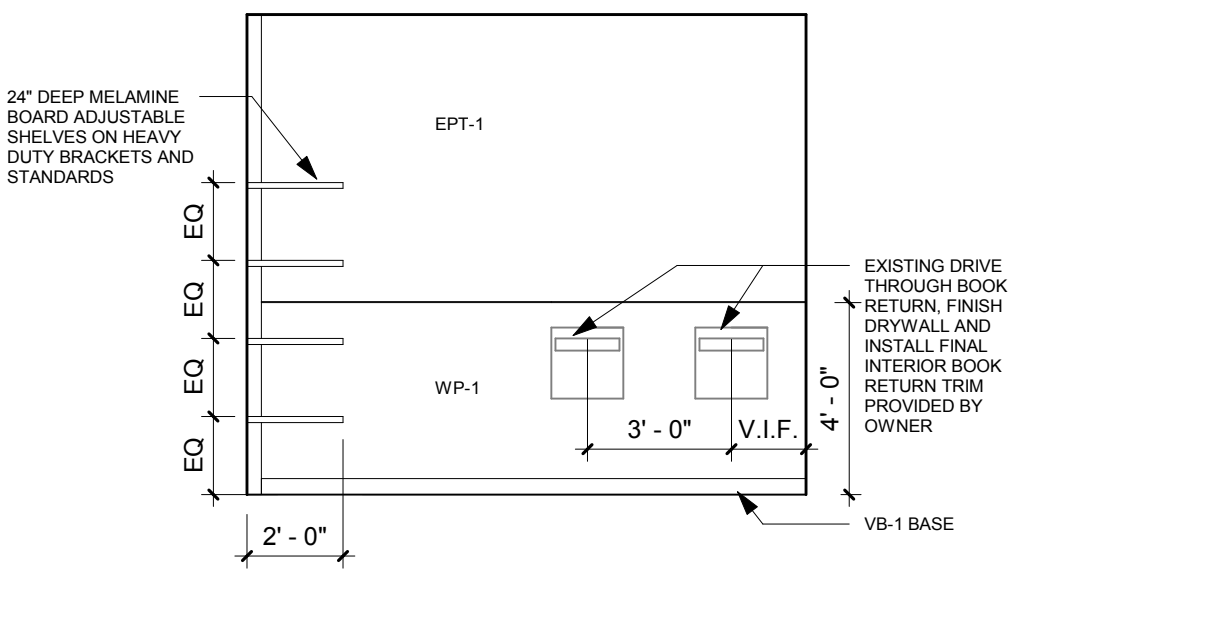 24" DEEP MELAMINE
BOARD ADJUSTABLE
SHELVES ON HEAVY
DUTY BRACKETS AND
STANDARDS
EPT-1
EQ
EQ
EQ
EQ
WP-1
EXISTING DRIVE
THROUGH BOOK
RETURN, FINISH
DRYWALL AND
INSTALL FINAL
INTERIOR BOOK
RETURN TRIM
PROVIDED BY
OWNER
3' - 0"
V.I.F.
4' - 0"
VB-1 BASE
2' - 0"